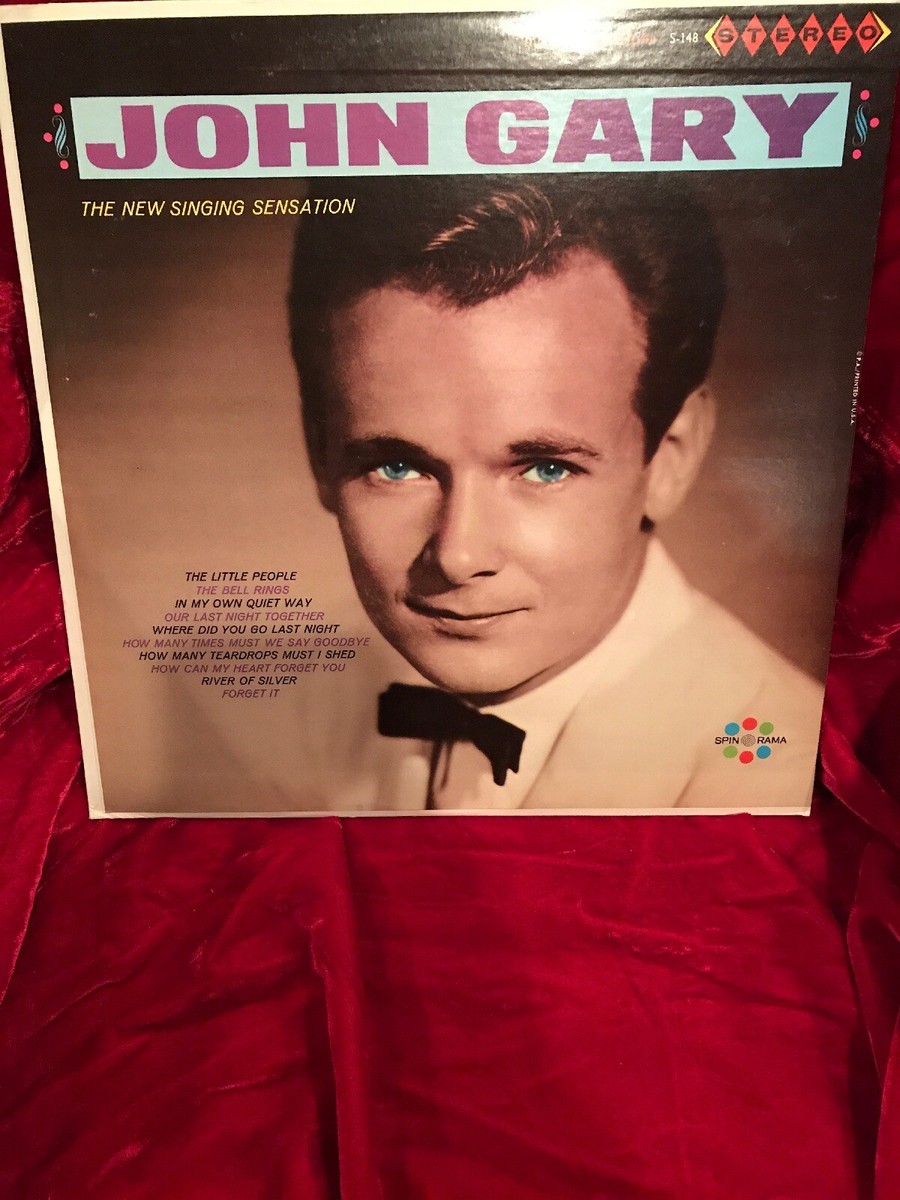 S-148 STEREO
JOHN GARY
THE NEW SINGING SENSATION
© P.A./PRINTED IN U.S.A.
THE LITTLE PEOPLE
THE BELL RINGS
IN MY OWN QUIET WAY
OUR LAST NIGHT TOGETHER
WHERE DID YOU GO LAST NIGHT
HOW MANY TIMES MUST WE SAY GOODBYE
HOW MANY TEARDROPS MUST I SHED
HOW CAN MY HEART FORGET YOU
RIVER OF SILVER
FORGET IT
SPIN O RAMA